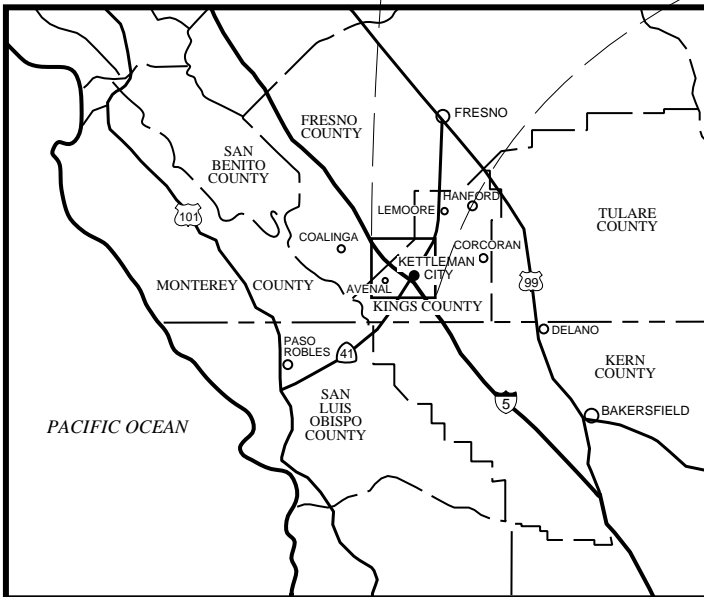 FRESNO
FRESNO
COUNTY
SAN
BENITO
COUNTY
HANFORD
LEMOORE
101
TULARE
COUNTY
COALINGA
CORCORAN
KETTLEMAN
CITY
MONTEREY COUNTY
AVENAL
99
KINGS COUNTY
DELANO
PASO
ROBLES
41
KERN
COUNTY
SAN
LUIS
OBISPO
COUNTY
5
BAKERSFIELD
PACIFIC OCEAN